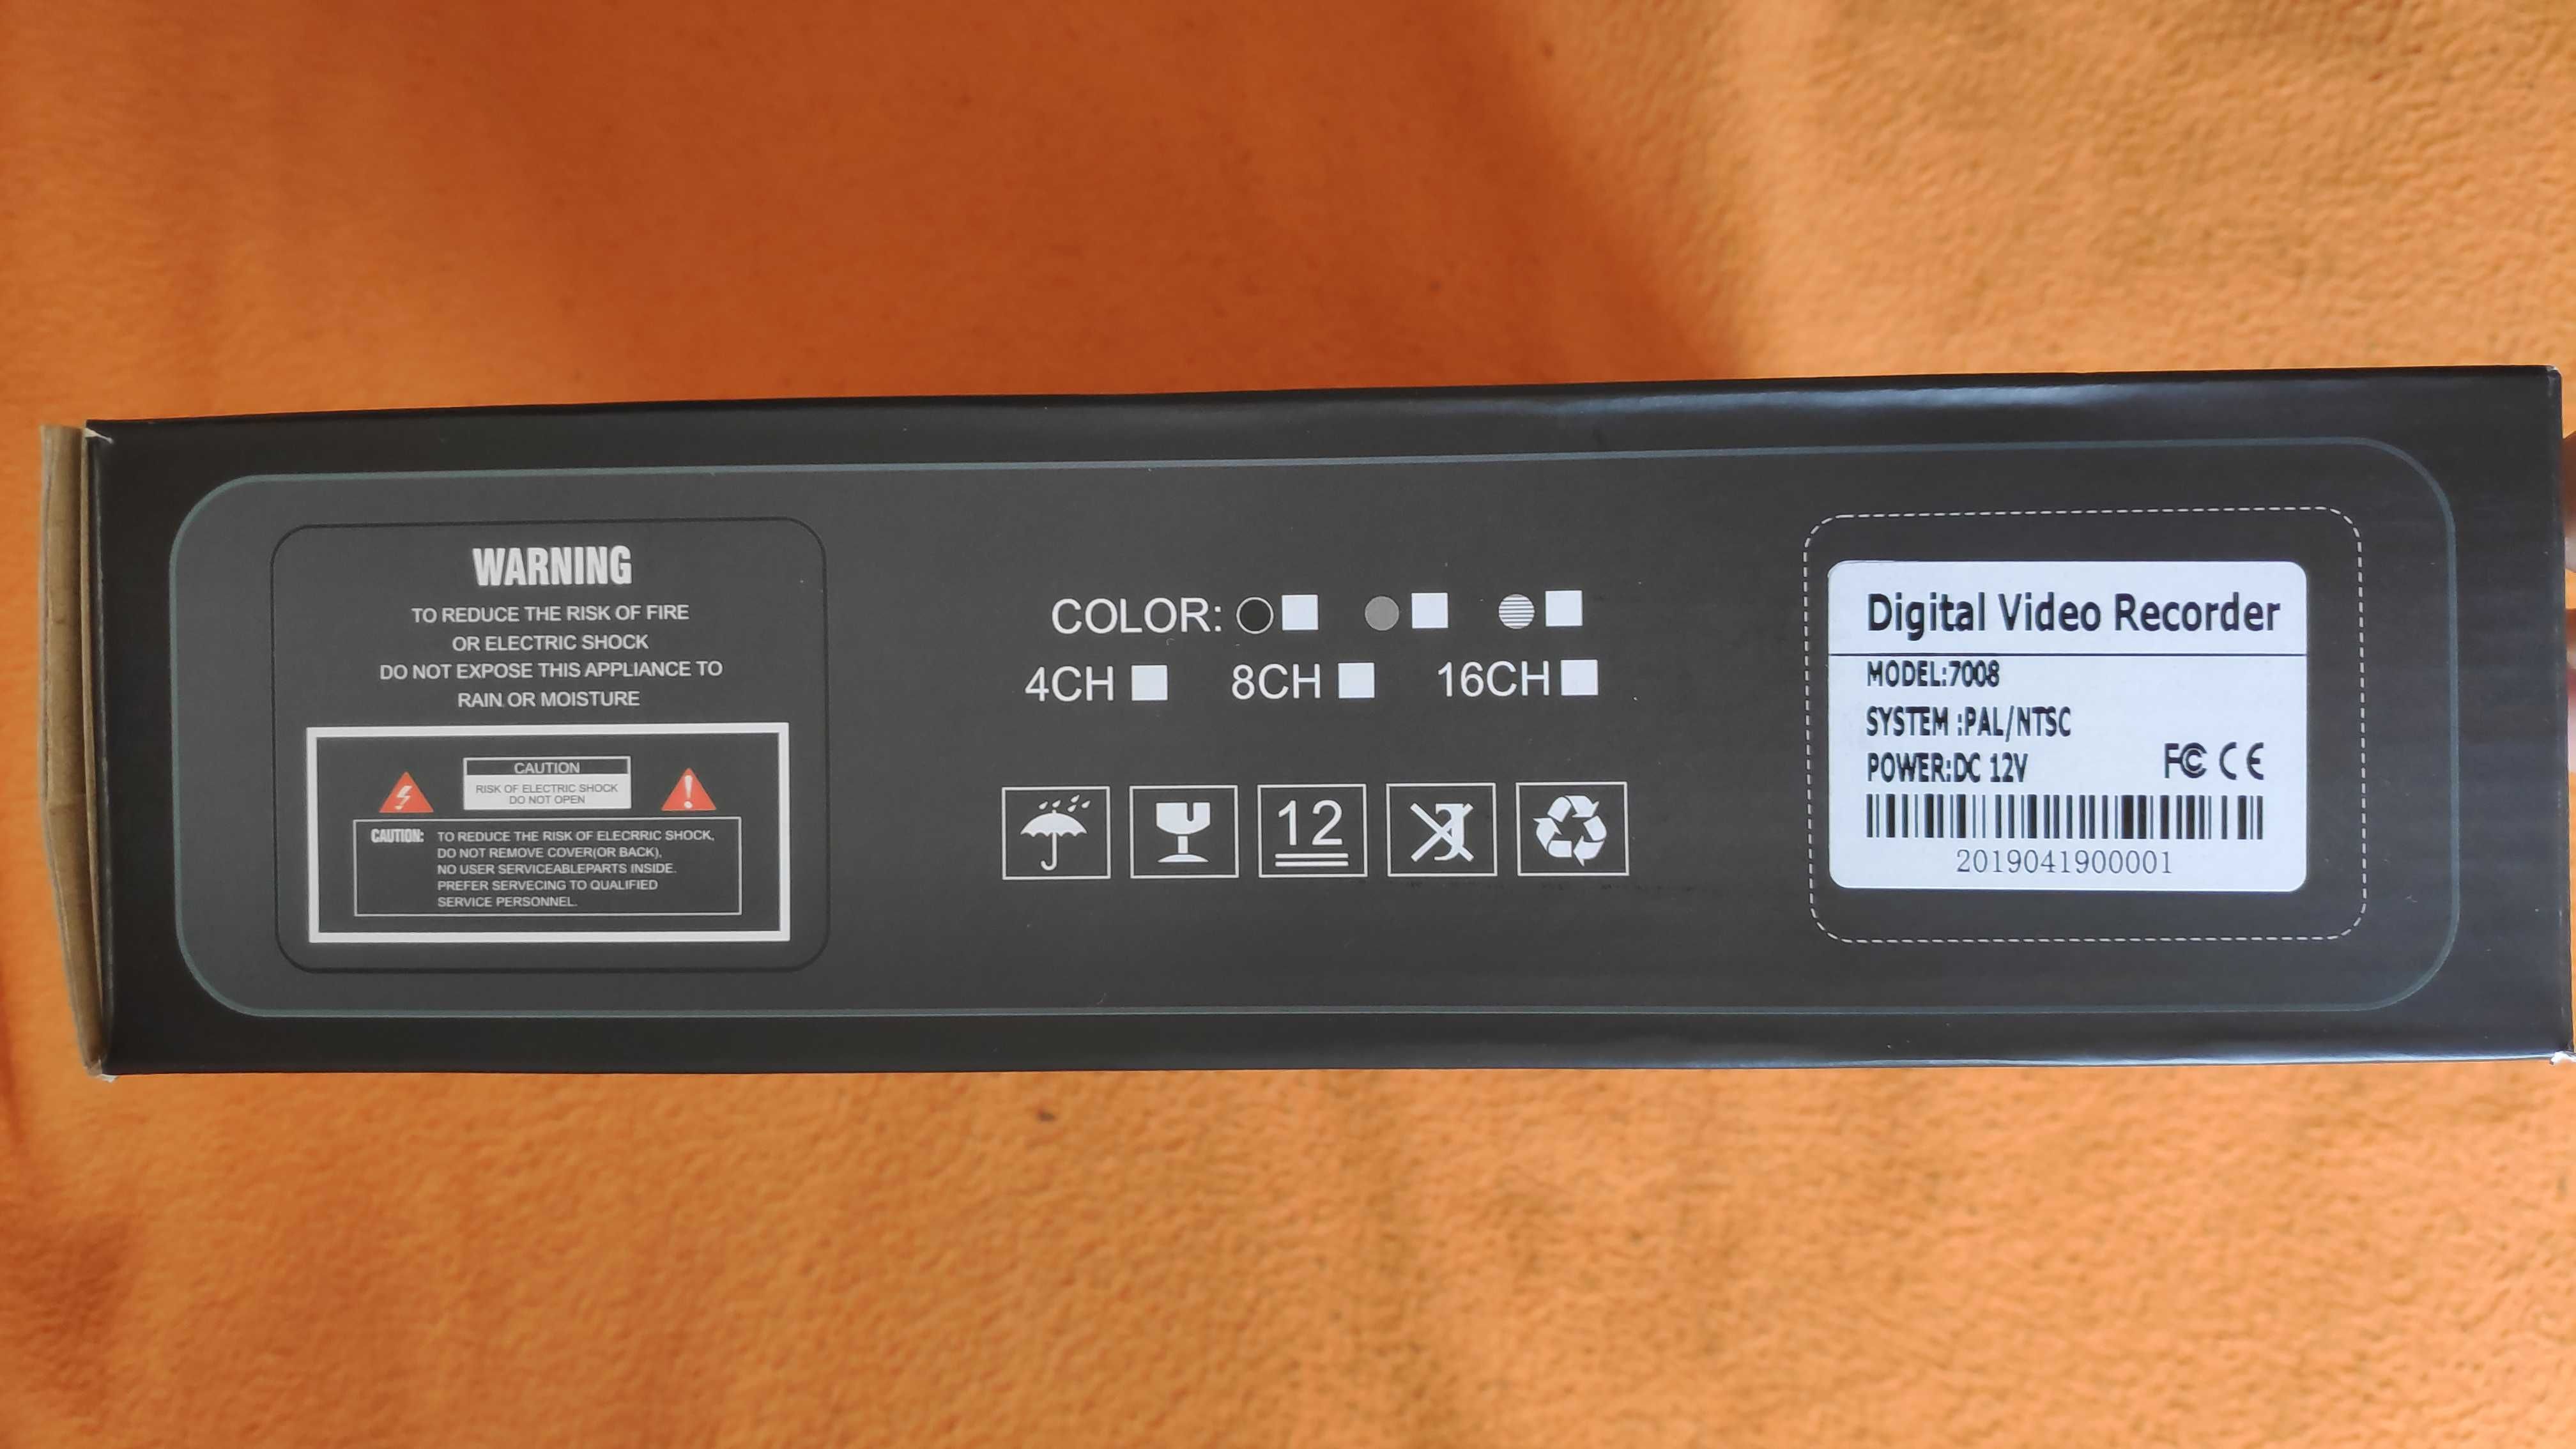 WARNING
TO REDUCE THE RISK OF FIRE
OR ELECTRIC SHOCK
DO NOT EXPOSE THIS APPLIANCE TO
RAIN OR MOISTURE
CAUTION
RISK OF ELECTRIC SHOCK
DO NOT OPEN
CAUTION: TO REDUCE THE RISK OF ELECRRIC SHOCK,
DO NOT REMOVE COVER(OR BACK),
NO USER SERVICEABLEPARTS INSIDE.
PREFER SERVECING TO QUALIFIED
SERVICE PERSONNEL.
COLOR:
4CH 8CH 16CH
12
Digital Video Recorder
MODEL:7008
SYSTEM :PAL/NTSC
POWER:DC 12V FC CE
2019041900001